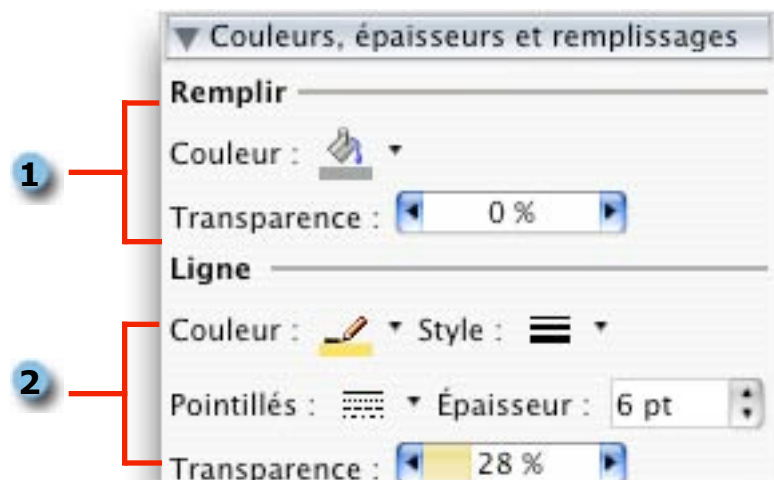 Couleurs, épaisseurs et remplissages
Remplir
1
Couleur :
Transparence : 0 %
Ligne
Couleur : Style :
2
Pointillés : Épaisseur : 6 pt
Transparence : 28 %